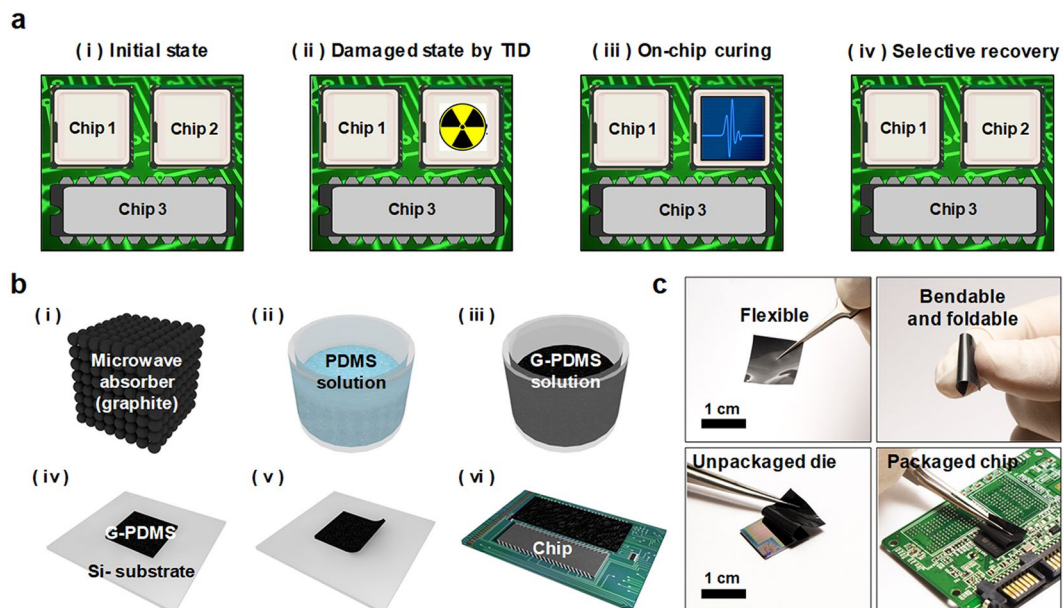 a
( i ) Initial state
( ii ) Damaged state by TID
( iii ) On-chip curing
( iv ) Selective recovery
Chip 1
Chip 2
Chip 3
Chip 1
Chip 3
Chip 1
Chip 3
Chip 1
Chip 2
Chip 3
b
( i )
Microwave
absorber
(graphite)
( ii )
PDMS
solution
( iii )
G-PDMS
solution
( iv )
G-PDMS
Si- substrate
( v )
( vi )
Chip
c
Flexible
1 cm
Bendable
and foldable
Unpackaged die
1 cm
Packaged chip